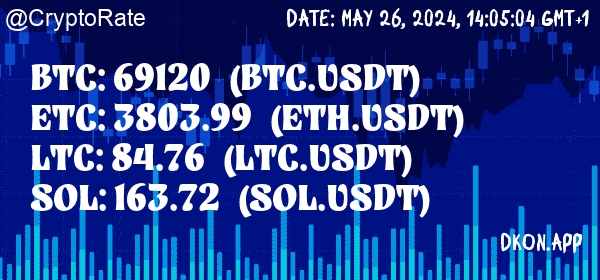 @CryptoRate
DATE: MAY 26, 2024, 14:05:04 GMT+1
BTC: 69120 (BTC.USDT)
ETC: 3803.99 (ETH.USDT)
LTC: 84.76 (LTC.USDT)
SOL: 163.72 (SOL.USDT)
DKON.APP